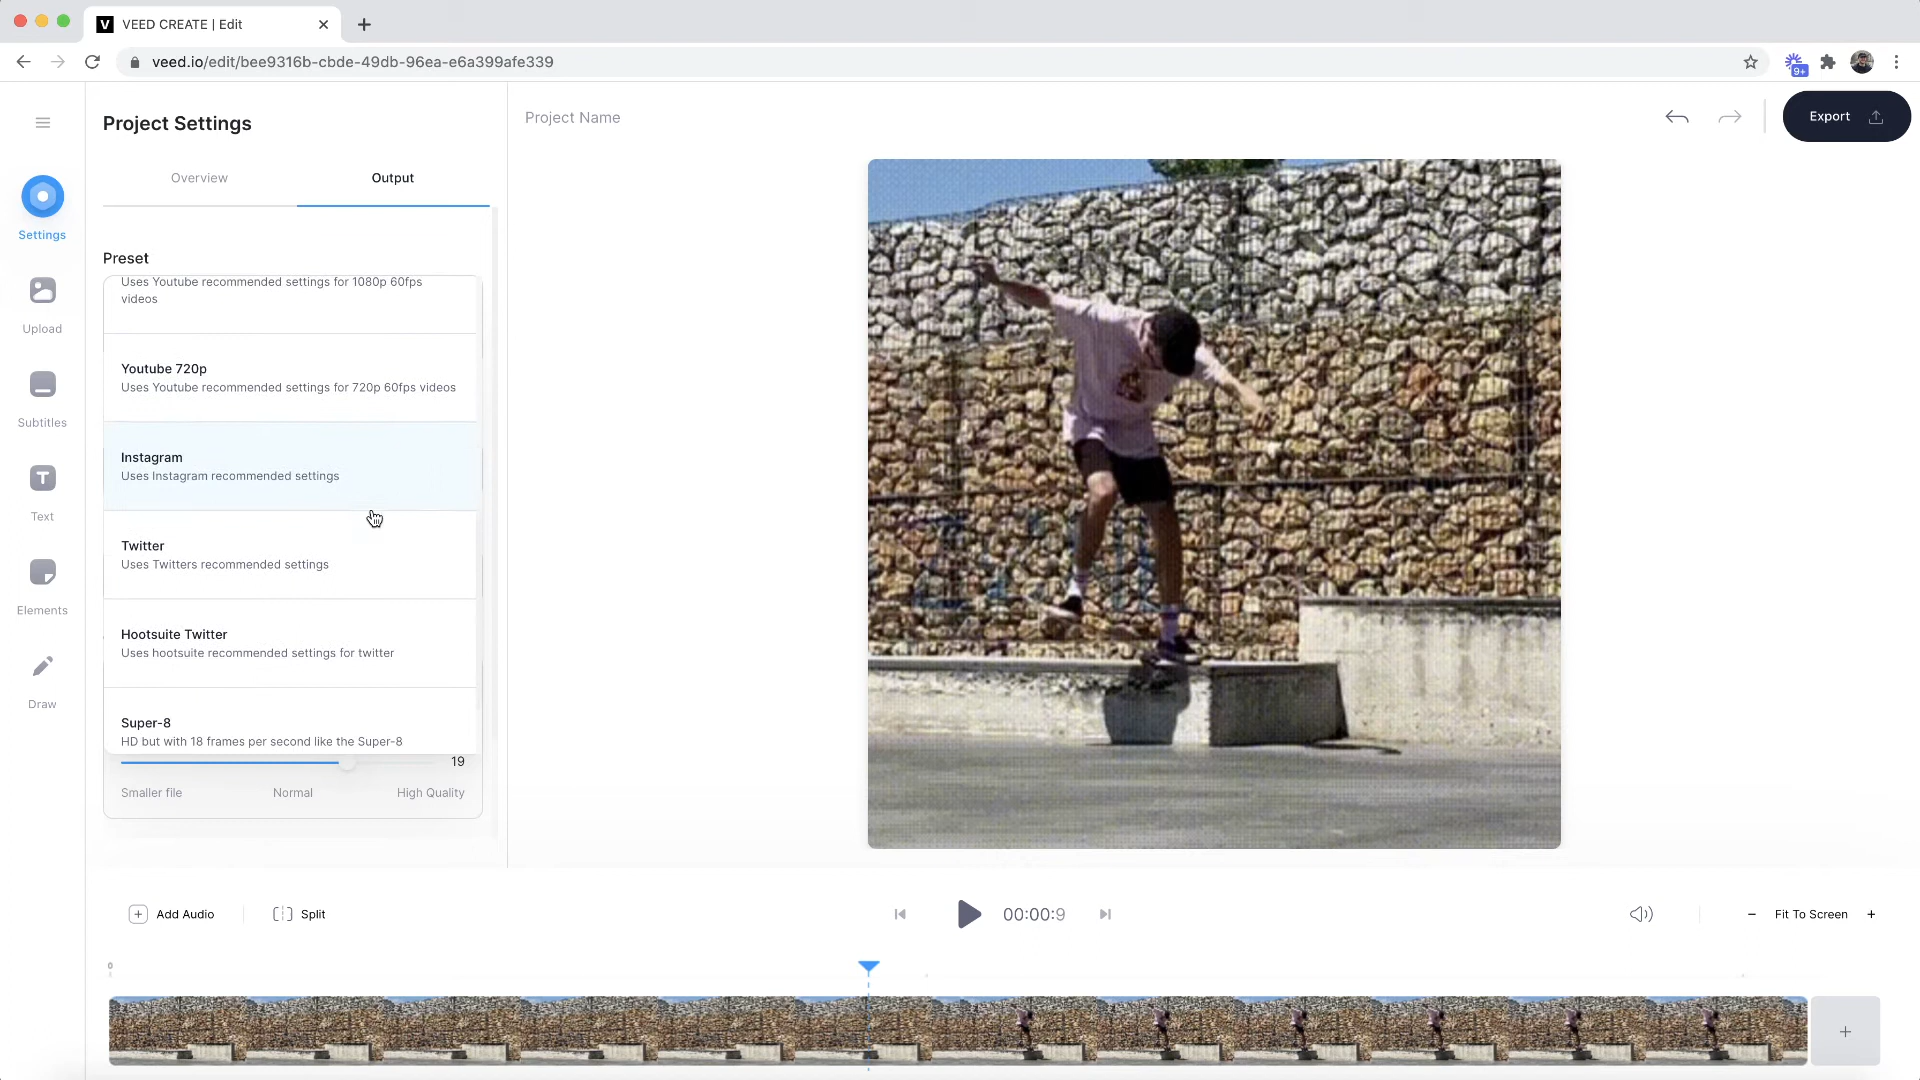 VEED CREATE | Edit
veed.io/edit/bee9316b-cbde-49db-96ea-e6a399afe339
9+
Project Settings
Project Name
Export
Overview
Output
Settings
Upload
Subtitles
Text
Elements
Draw
Preset
Uses Youtube recommended settings for 1080p 60fps
videos
Youtube 720p
Uses Youtube recommended settings for 720p 60fps videos
Instagram
Uses Instagram recommended settings
Twitter
Uses Twitters recommended settings
Hootsuite Twitter
Uses hootsuite recommended settings for twitter
Super-8
HD but with 18 frames per second like the Super-8
19
Smaller file
Normal
High Quality
Add Audio
Split
00:00:9
Fit To Screen
0